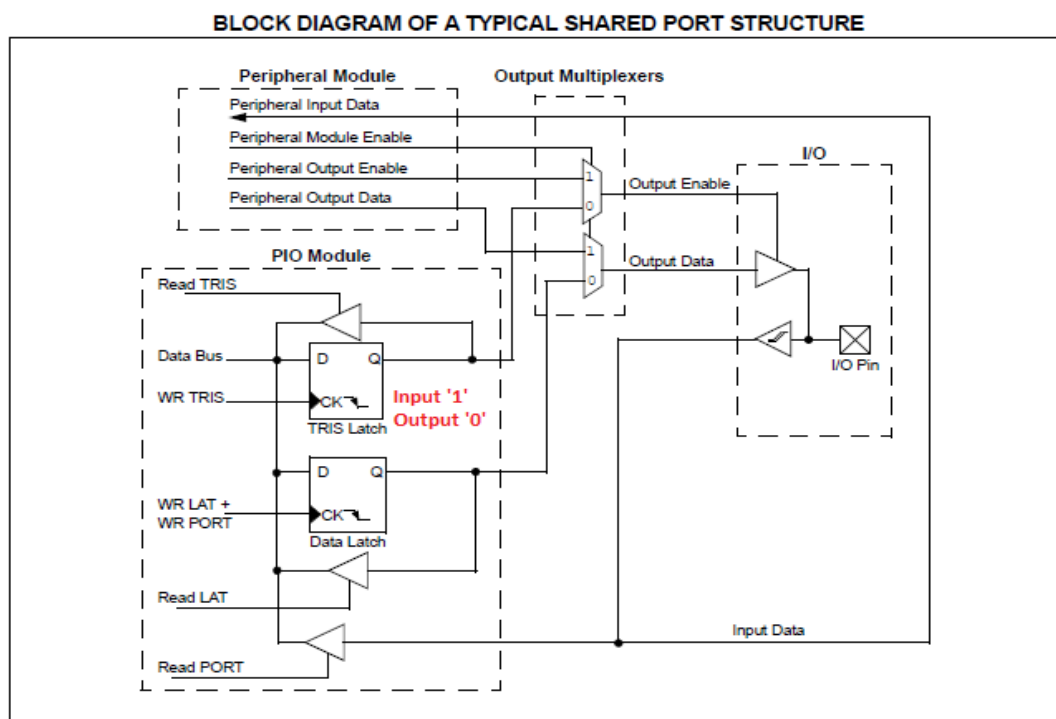 BLOCK DIAGRAM OF A TYPICAL SHARED PORT STRUCTURE
Peripheral Module
Output Multiplexers
Peripheral Input Data
Peripheral Module Enable
I/O
Peripheral Output Enable
1
Output Enable
Peripheral Output Data
0
1
PIO Module
Output Data
0
Read TRIS
Data Bus
D
Q
I/O Pin
WR TRIS
CK
Input '1'
Output '0'
TRIS Latch
D
Q
WR LAT +
WR PORT
CK
Data Latch
Read LAT
Input Data
Read PORT